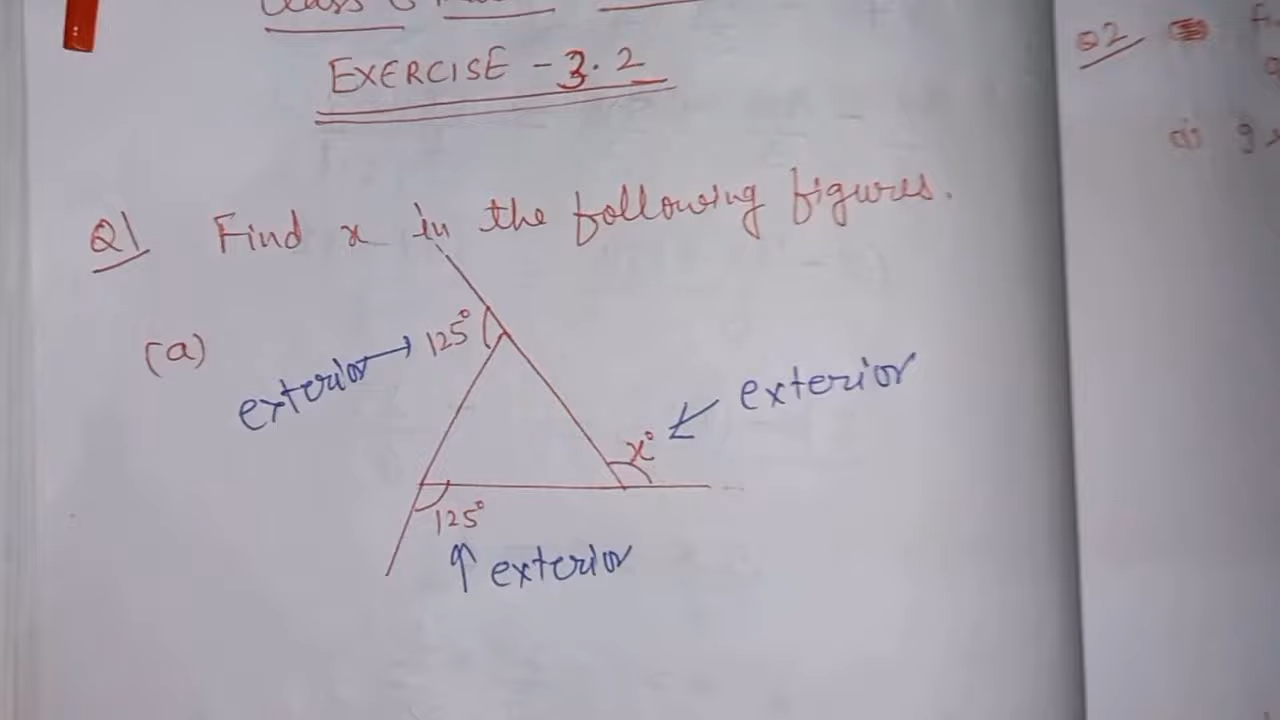 EXERCISE - 3.2
Q1 Find x in the following figures.
(a)
125°
exterior →
x°
← exterior
125°
↑ exterior
Q2